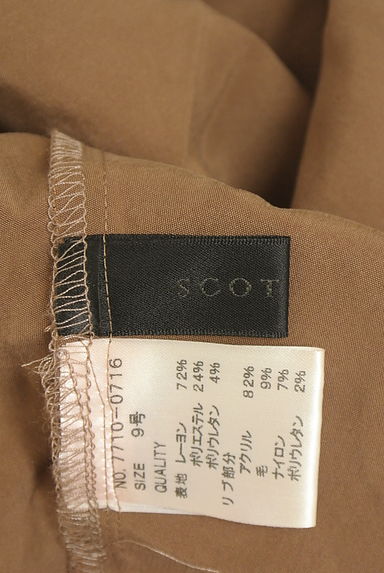 SCOT
NO.7710-0716
SIZE 9号
QUALITY
表地 レーヨン 72%
ポリエステル 24%
ポリウレタン 4%
リブ部分
アクリル 82%
毛 9%
ナイロン 7%
ポリウレタン 2%